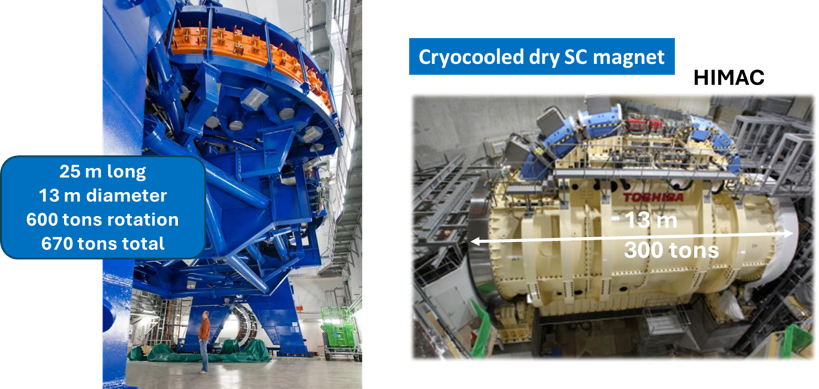 25 m long
13 m diameter
600 tons rotation
670 tons total
Cryocooled dry SC magnet
HIMAC
TOSHIBA
13 m
300 tons